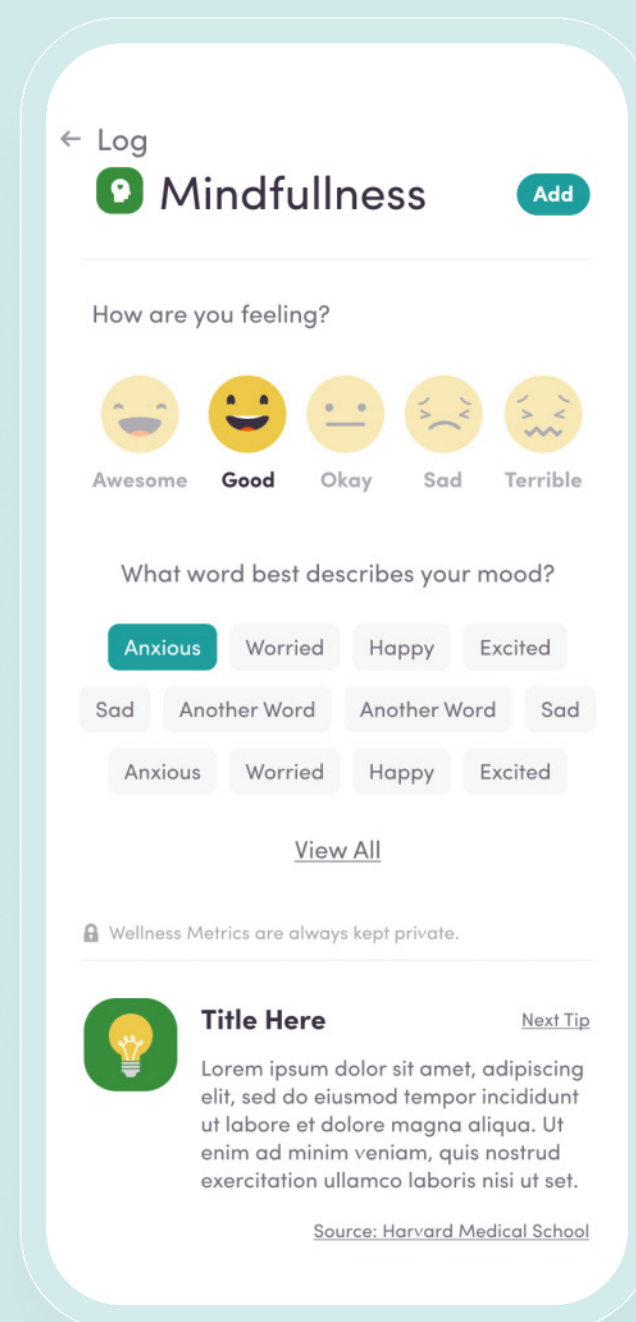 ← Log
Mindfullness
Add
How are you feeling?
Awesome Good Okay Sad Terrible
What word best describes your mood?
Anxious Worried Happy Excited
Sad Another Word Another Word Sad
Anxious Worried Happy Excited
View All
Wellness Metrics are always kept private.
Title Here
Next Tip
Lorem ipsum dolor sit amet, adipiscing
elit, sed do eiusmod tempor incididunt
ut labore et dolore magna aliqua. Ut
enim ad minim veniam, quis nostrud
exercitation ullamco laboris nisi ut set.
Source: Harvard Medical School